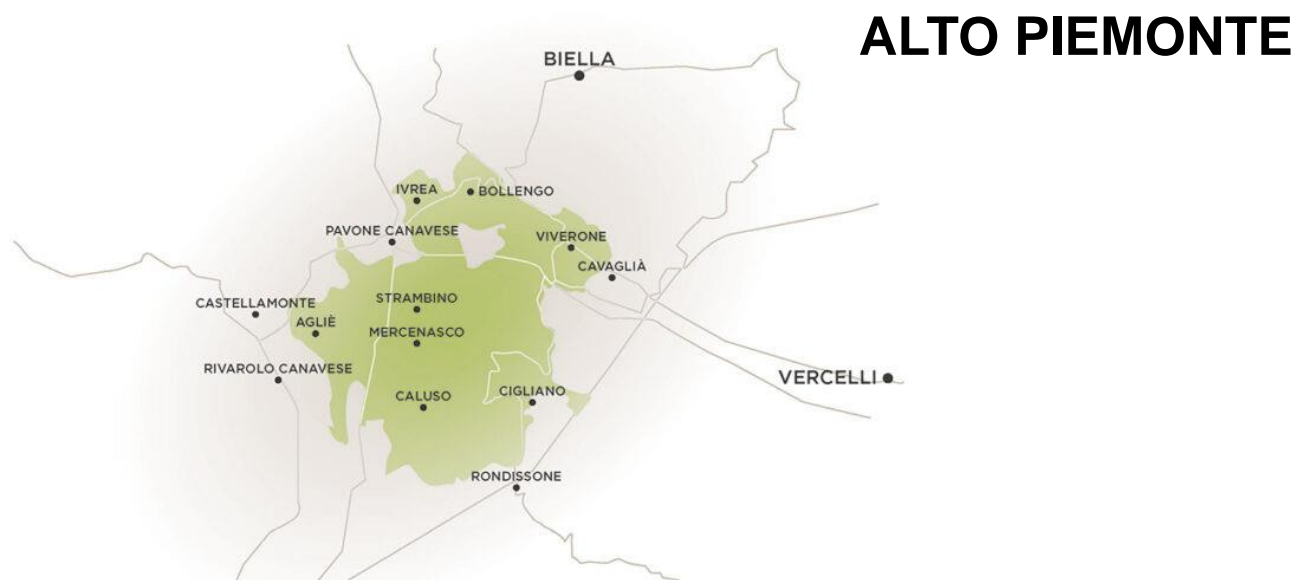 ALTO PIEMONTE
BIELLA
IVREA
BOLLENGO
PAVONE CANAVESE
VIVERONE
CAVAGLIÀ
CASTELLAMONTE
STRAMBINO
AGLIÈ
MERCENASCO
RIVAROLO CANAVESE
VERCELLI
CALUSO
CIGLIANO
RONDISSONE